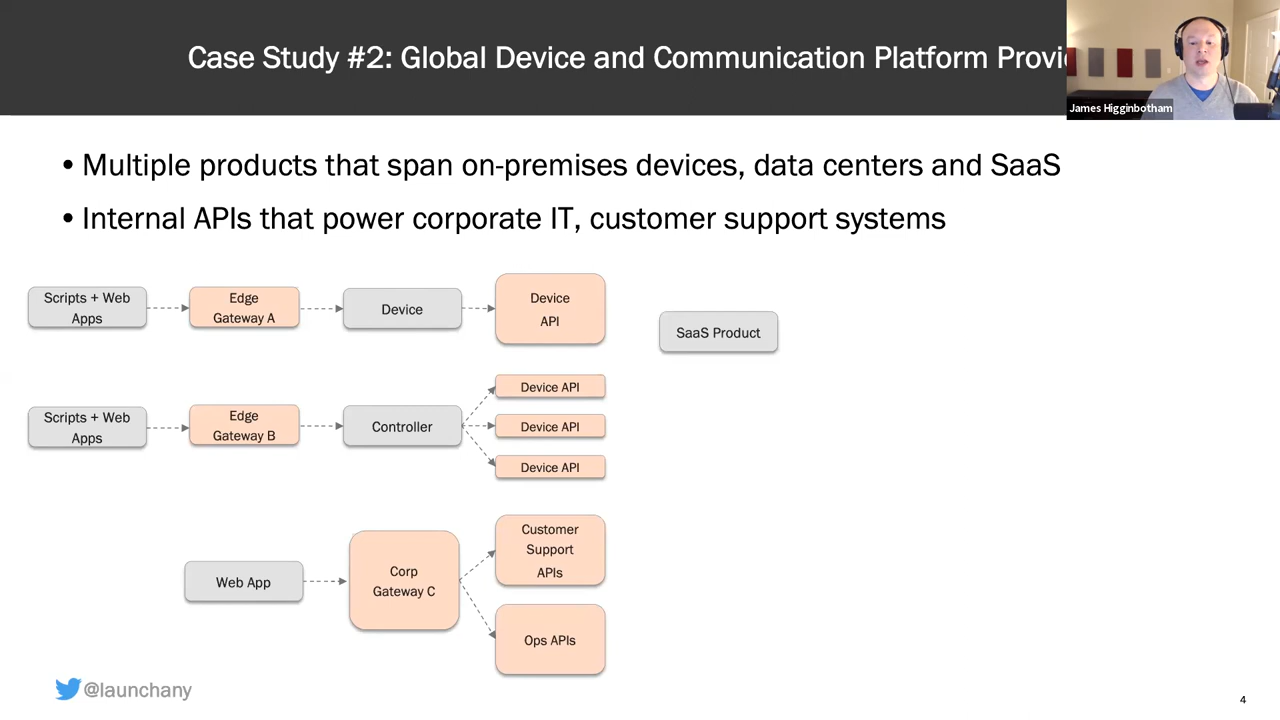 Case Study #2: Global Device and Communication Platform
James Higginbotham
• Multiple products that span on-premises devices, data centers and SaaS
• Internal APIs that power corporate IT, customer support systems
Scripts + Web
Apps
Edge
Gateway A
Device
Device
API
SaaS Product
Scripts + Web
Apps
Edge
Gateway B
Controller
Device API
Device API
Device API
Web App
Corp
Gateway C
Customer
Support
APIs
Ops APIs
@launchany
4